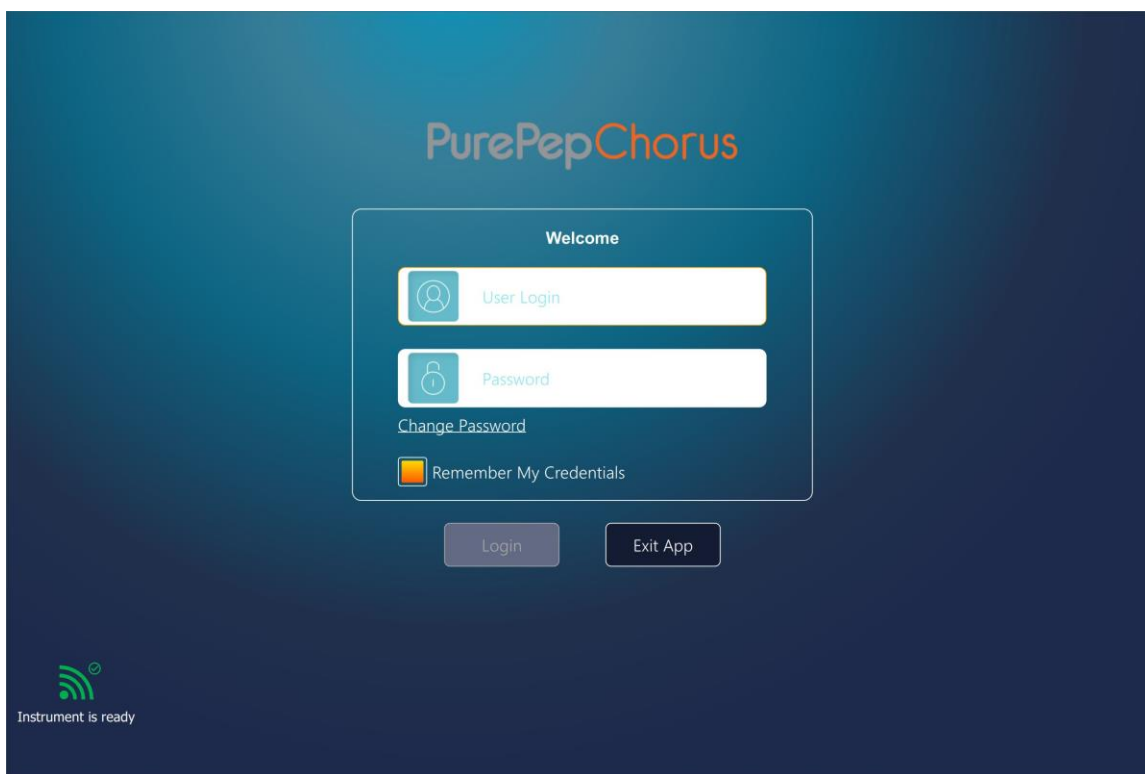 PurePepChorus
Welcome
User Login
Password
Change Password
Remember My Credentials
Login
Exit App
Instrument is ready